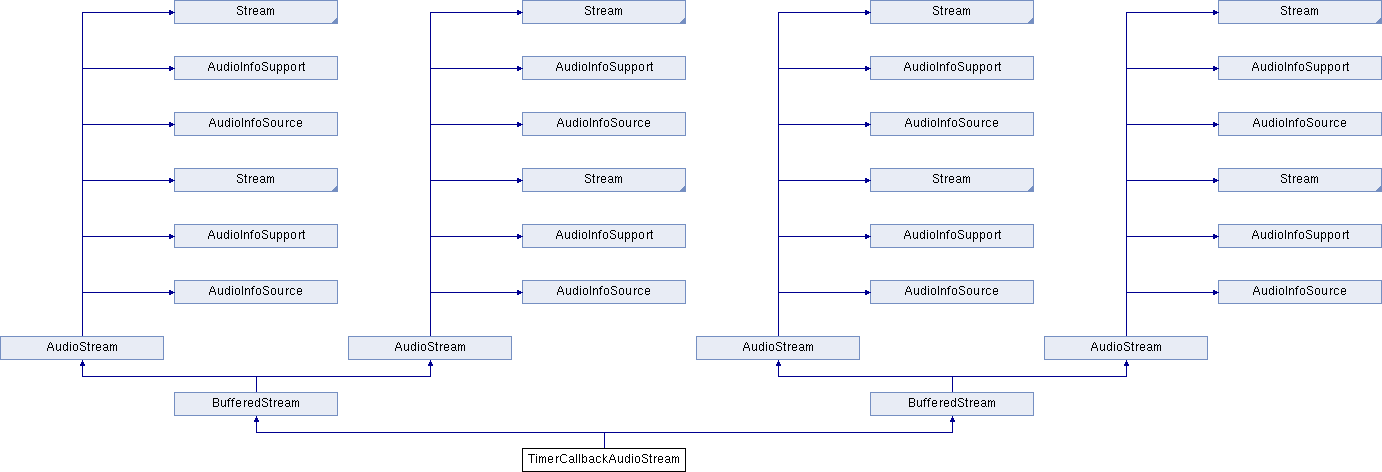 Stream Stream Stream Stream
AudioInfoSupport AudioInfoSupport AudioInfoSupport AudioInfoSupport
AudioInfoSource AudioInfoSource AudioInfoSource AudioInfoSource
Stream Stream Stream Stream
AudioInfoSupport AudioInfoSupport AudioInfoSupport AudioInfoSupport
AudioInfoSource AudioInfoSource AudioInfoSource AudioInfoSource
AudioStream AudioStream AudioStream AudioStream
BufferedStream BufferedStream
TimerCallbackAudioStream